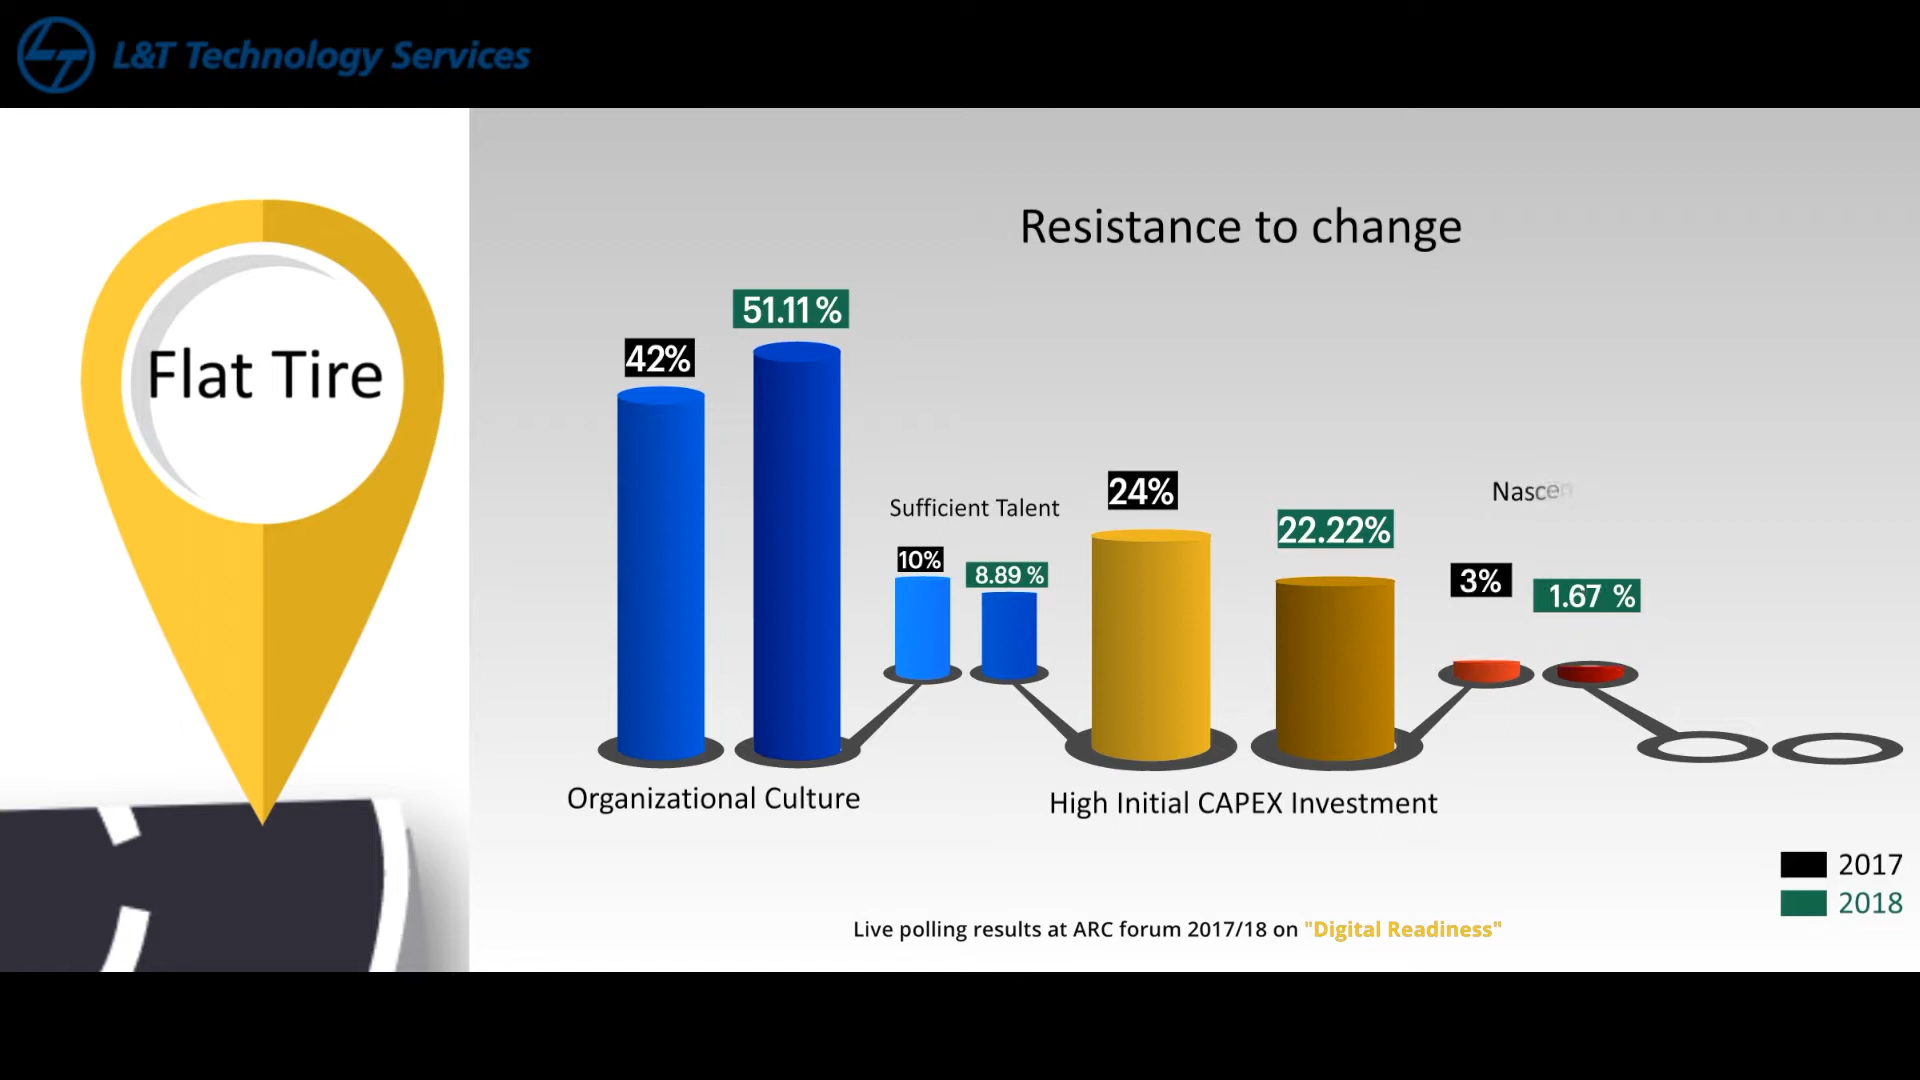 L&T Technology Services
Flat Tire
Resistance to change
42%
51.11%
Organizational Culture
Sufficient Talent
10%
8.89 %
24%
22.22%
High Initial CAPEX Investment
3%
1.67 %
2017
2018
Live polling results at ARC forum 2017/18 on "Digital Readiness"